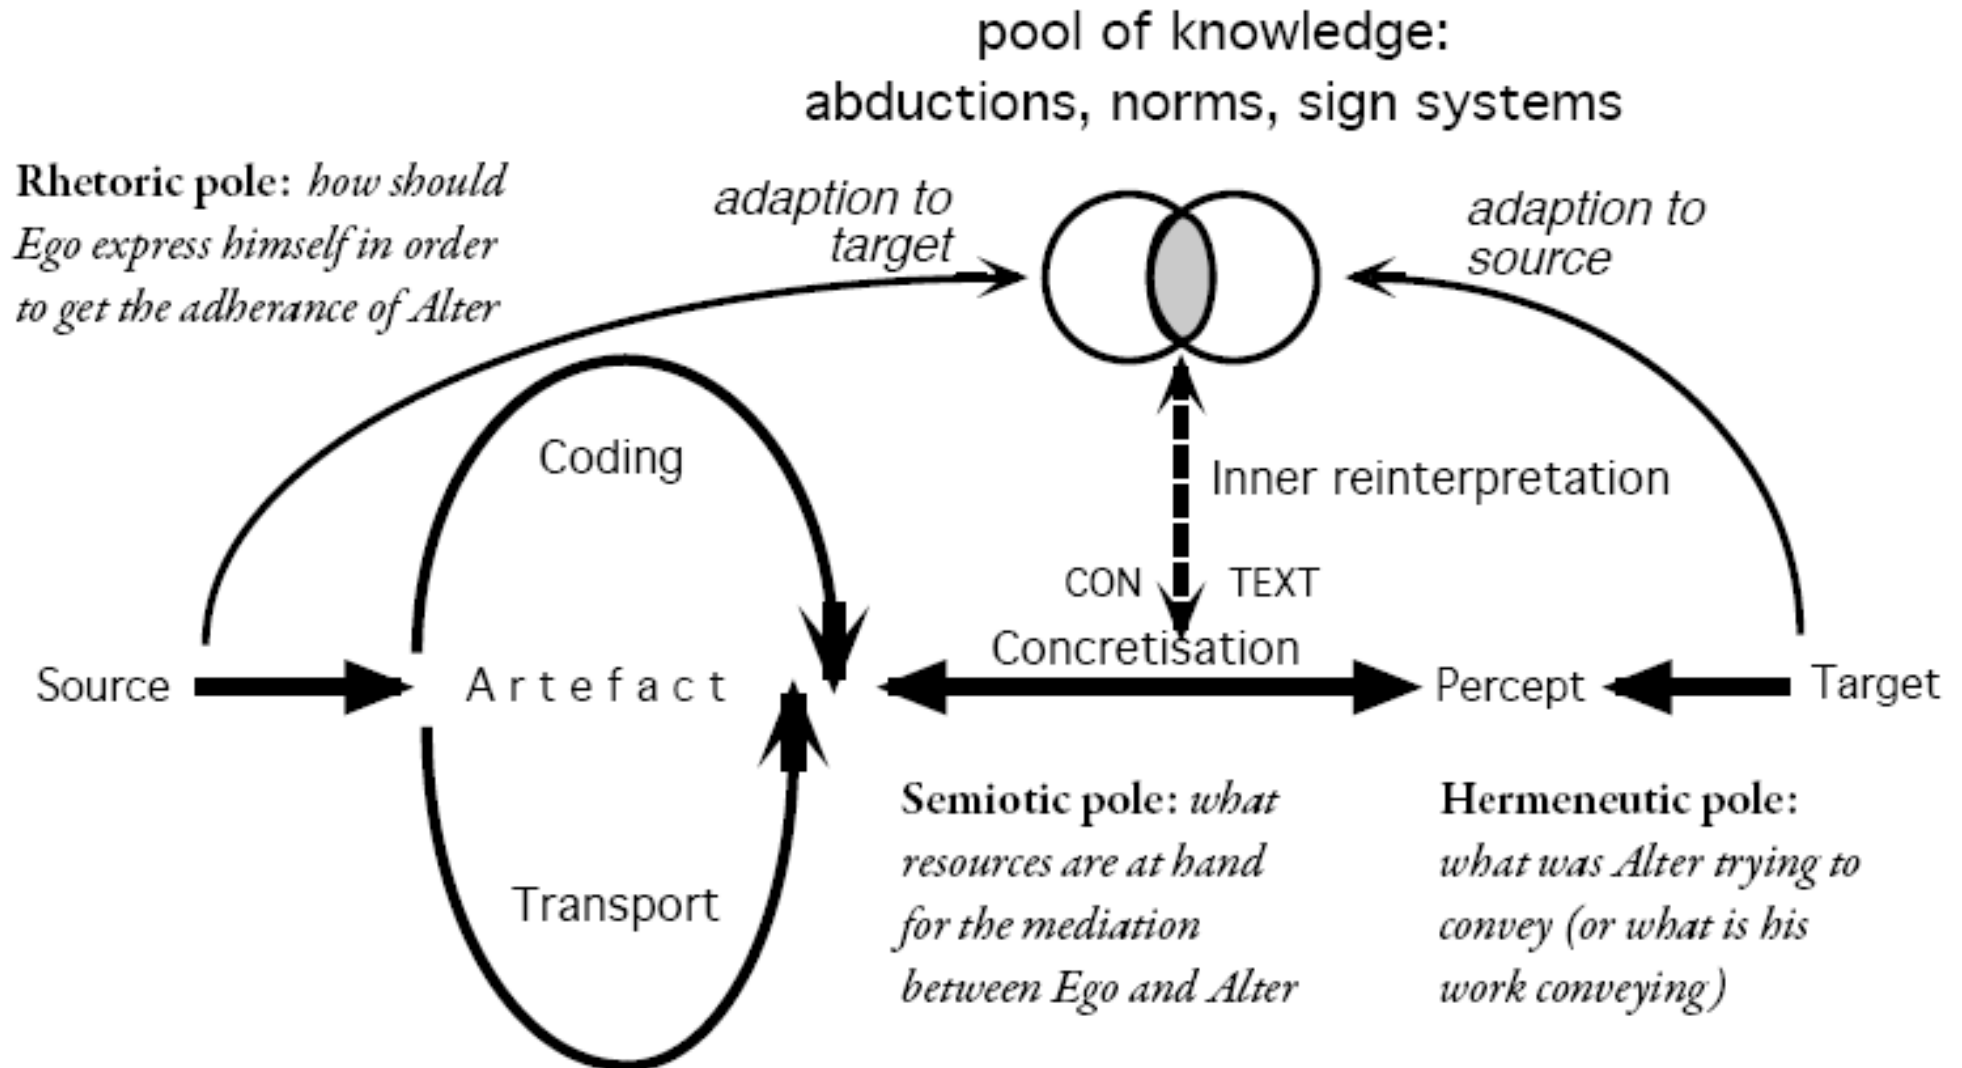 pool of knowledge:
abductions, norms, sign systems
Rhetoric pole: how should
Ego express himself in order
to get the adherance of Alter
adaption to
target
adaption to
source
Coding
Inner reinterpretation
CON TEXT
Concretisation
Source
Artefact
Percept
Target
Transport
Semiotic pole: what
resources are at hand
for the mediation
between Ego and Alter
Hermeneutic pole:
what was Alter trying to
convey (or what is his
work conveying)